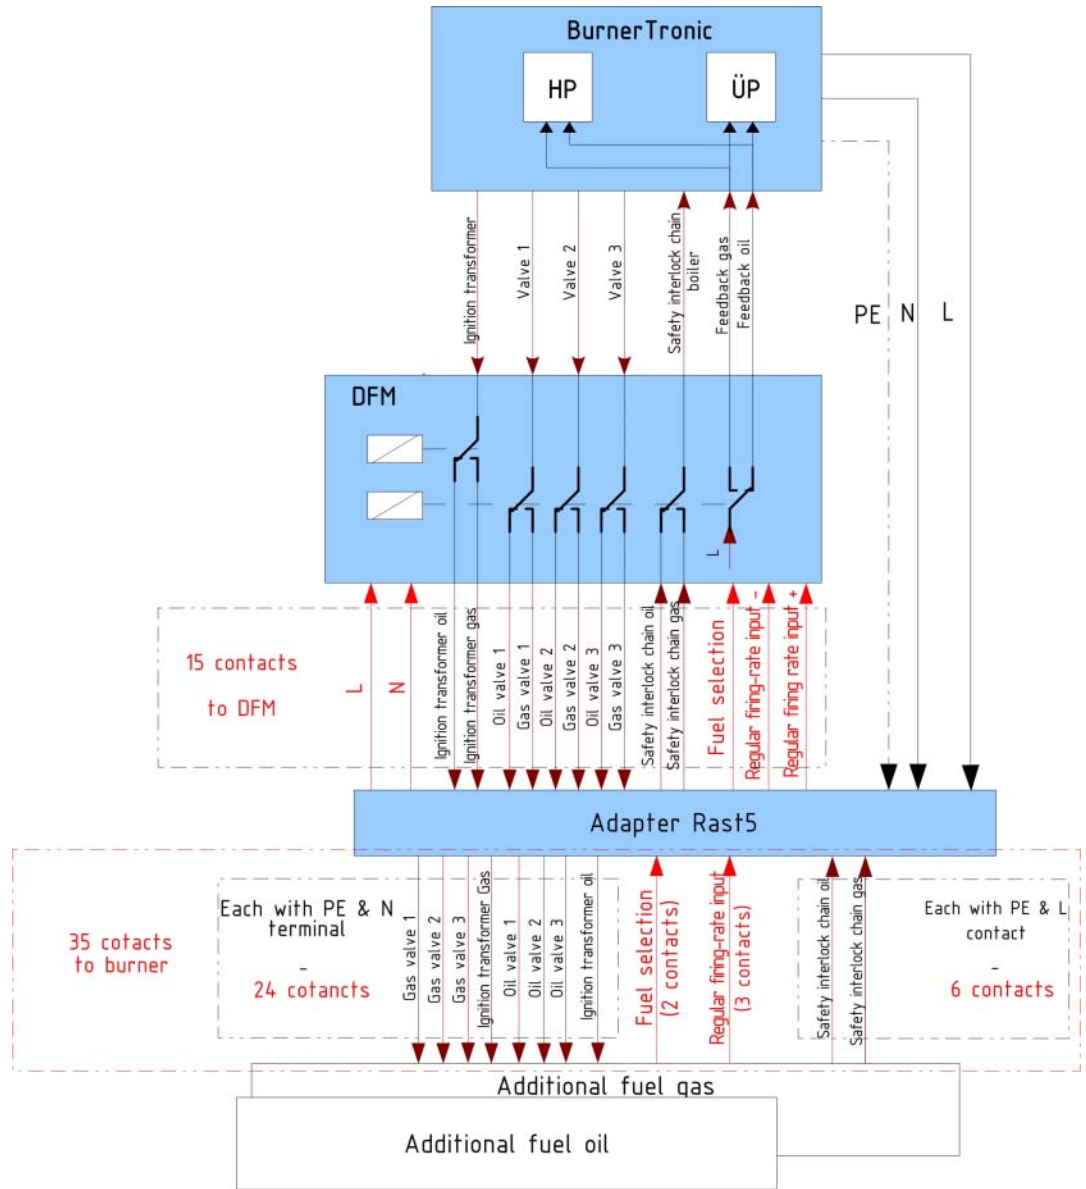 BurnerTronic
HP
ÜP
Ignition transformer
Valve 1
Valve 2
Valve 3
Safety interlock chain
boiler
Feedback gas
Feedback oil
PE
N
L
DFM
L
15 contacts
to DFM
L
N
Ignition transformer oil
Ignition transformer gas
Oil valve 1
Gas valve 1
Oil valve 2
Gas valve 2
Oil valve 3
Gas valve 3
Safety interlock chain oil
Safety interlock chain gas
Fuel selection
Regular firing-rate input -
Regular firing rate input +
Adapter Rast5
35 cotacts
to burner
Each with PE & N
terminal
-
24 cotancts
Gas valve 1
Gas valve 2
Gas valve 3
Ignition transformer Gas
Oil valve 1
Oil valve 2
Oil valve 3
Ignition transformer oil
Fuel selection
(2 contacts)
Regular firing-rate input
(3 contacts)
Safety interlock chain oil
Safety interlock chain gas
Each with PE & L
contact
-
6 contacts
Additional fuel gas
Additional fuel oil